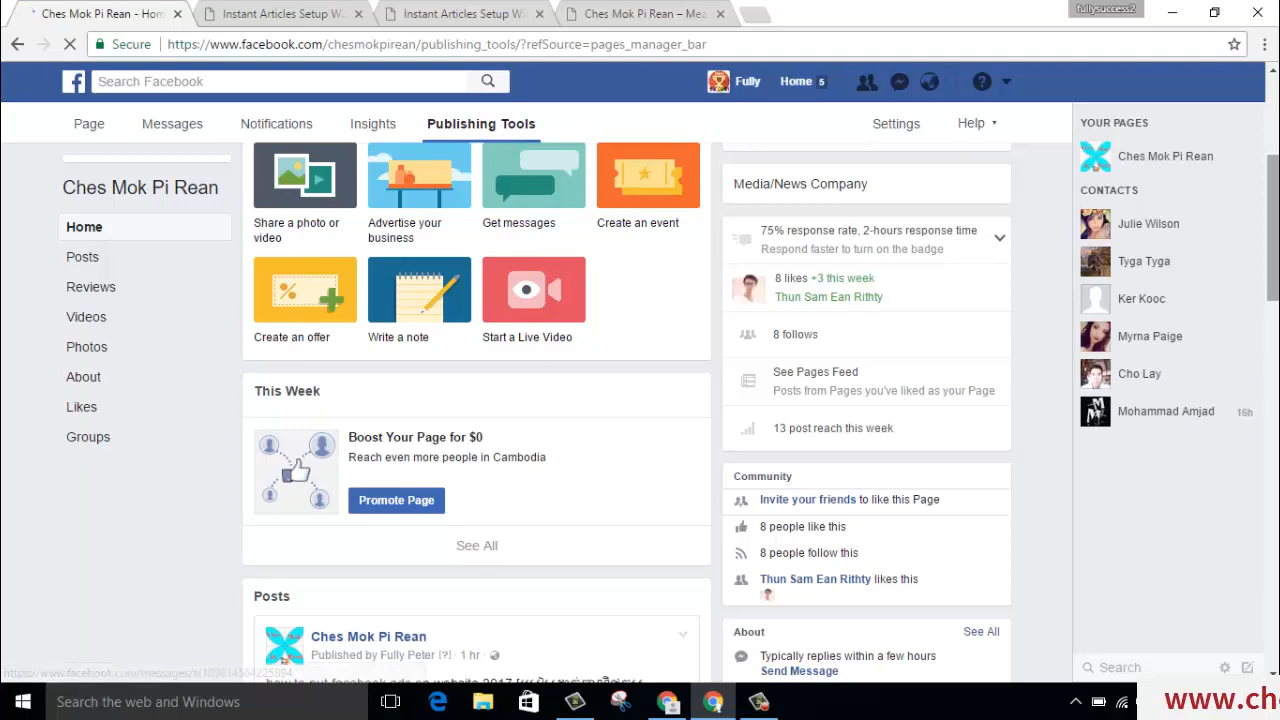 Ches Mok Pi Rean - Hom
Instant Articles Setup Wi
Instant Articles Setup Wi
Ches Mok Pi Rean – Mea
fullysuccess2
Secure
https://www.facebook.com/chesmokpirean/publishing_tools/?refSource=pages_manager_bar
Search Facebook
Fully
Home 5
Page
Messages
Notifications
Insights
Publishing Tools
Settings
Help
Ches Mok Pi Rean
Home
Posts
Reviews
Videos
Photos
About
Likes
Groups
Share a photo or video
Advertise your business
Get messages
Create an event
Create an offer
Write a note
Start a Live Video
This Week
Boost Your Page for $0
Reach even more people in Cambodia
Promote Page
See All
Posts
Ches Mok Pi Rean
Published by Fully Peter [?] · 1 hr ·
Media/News Company
75% response rate, 2-hours response time
Respond faster to turn on the badge
8 likes +3 this week
Thun Sam Ean Rithty
8 follows
See Pages Feed
Posts from Pages you've liked as your Page
13 post reach this week
Community
Invite your friends to like this Page
8 people like this
8 people follow this
Thun Sam Ean Rithty likes this
About
See All
Typically replies within a few hours
Send Message
YOUR PAGES
Ches Mok Pi Rean
CONTACTS
Julie Wilson
Tyga Tyga
Ker Kooc
Myrna Paige
Cho Lay
Mohammad Amjad
16h
Search
Search the web and Windows
www.ch